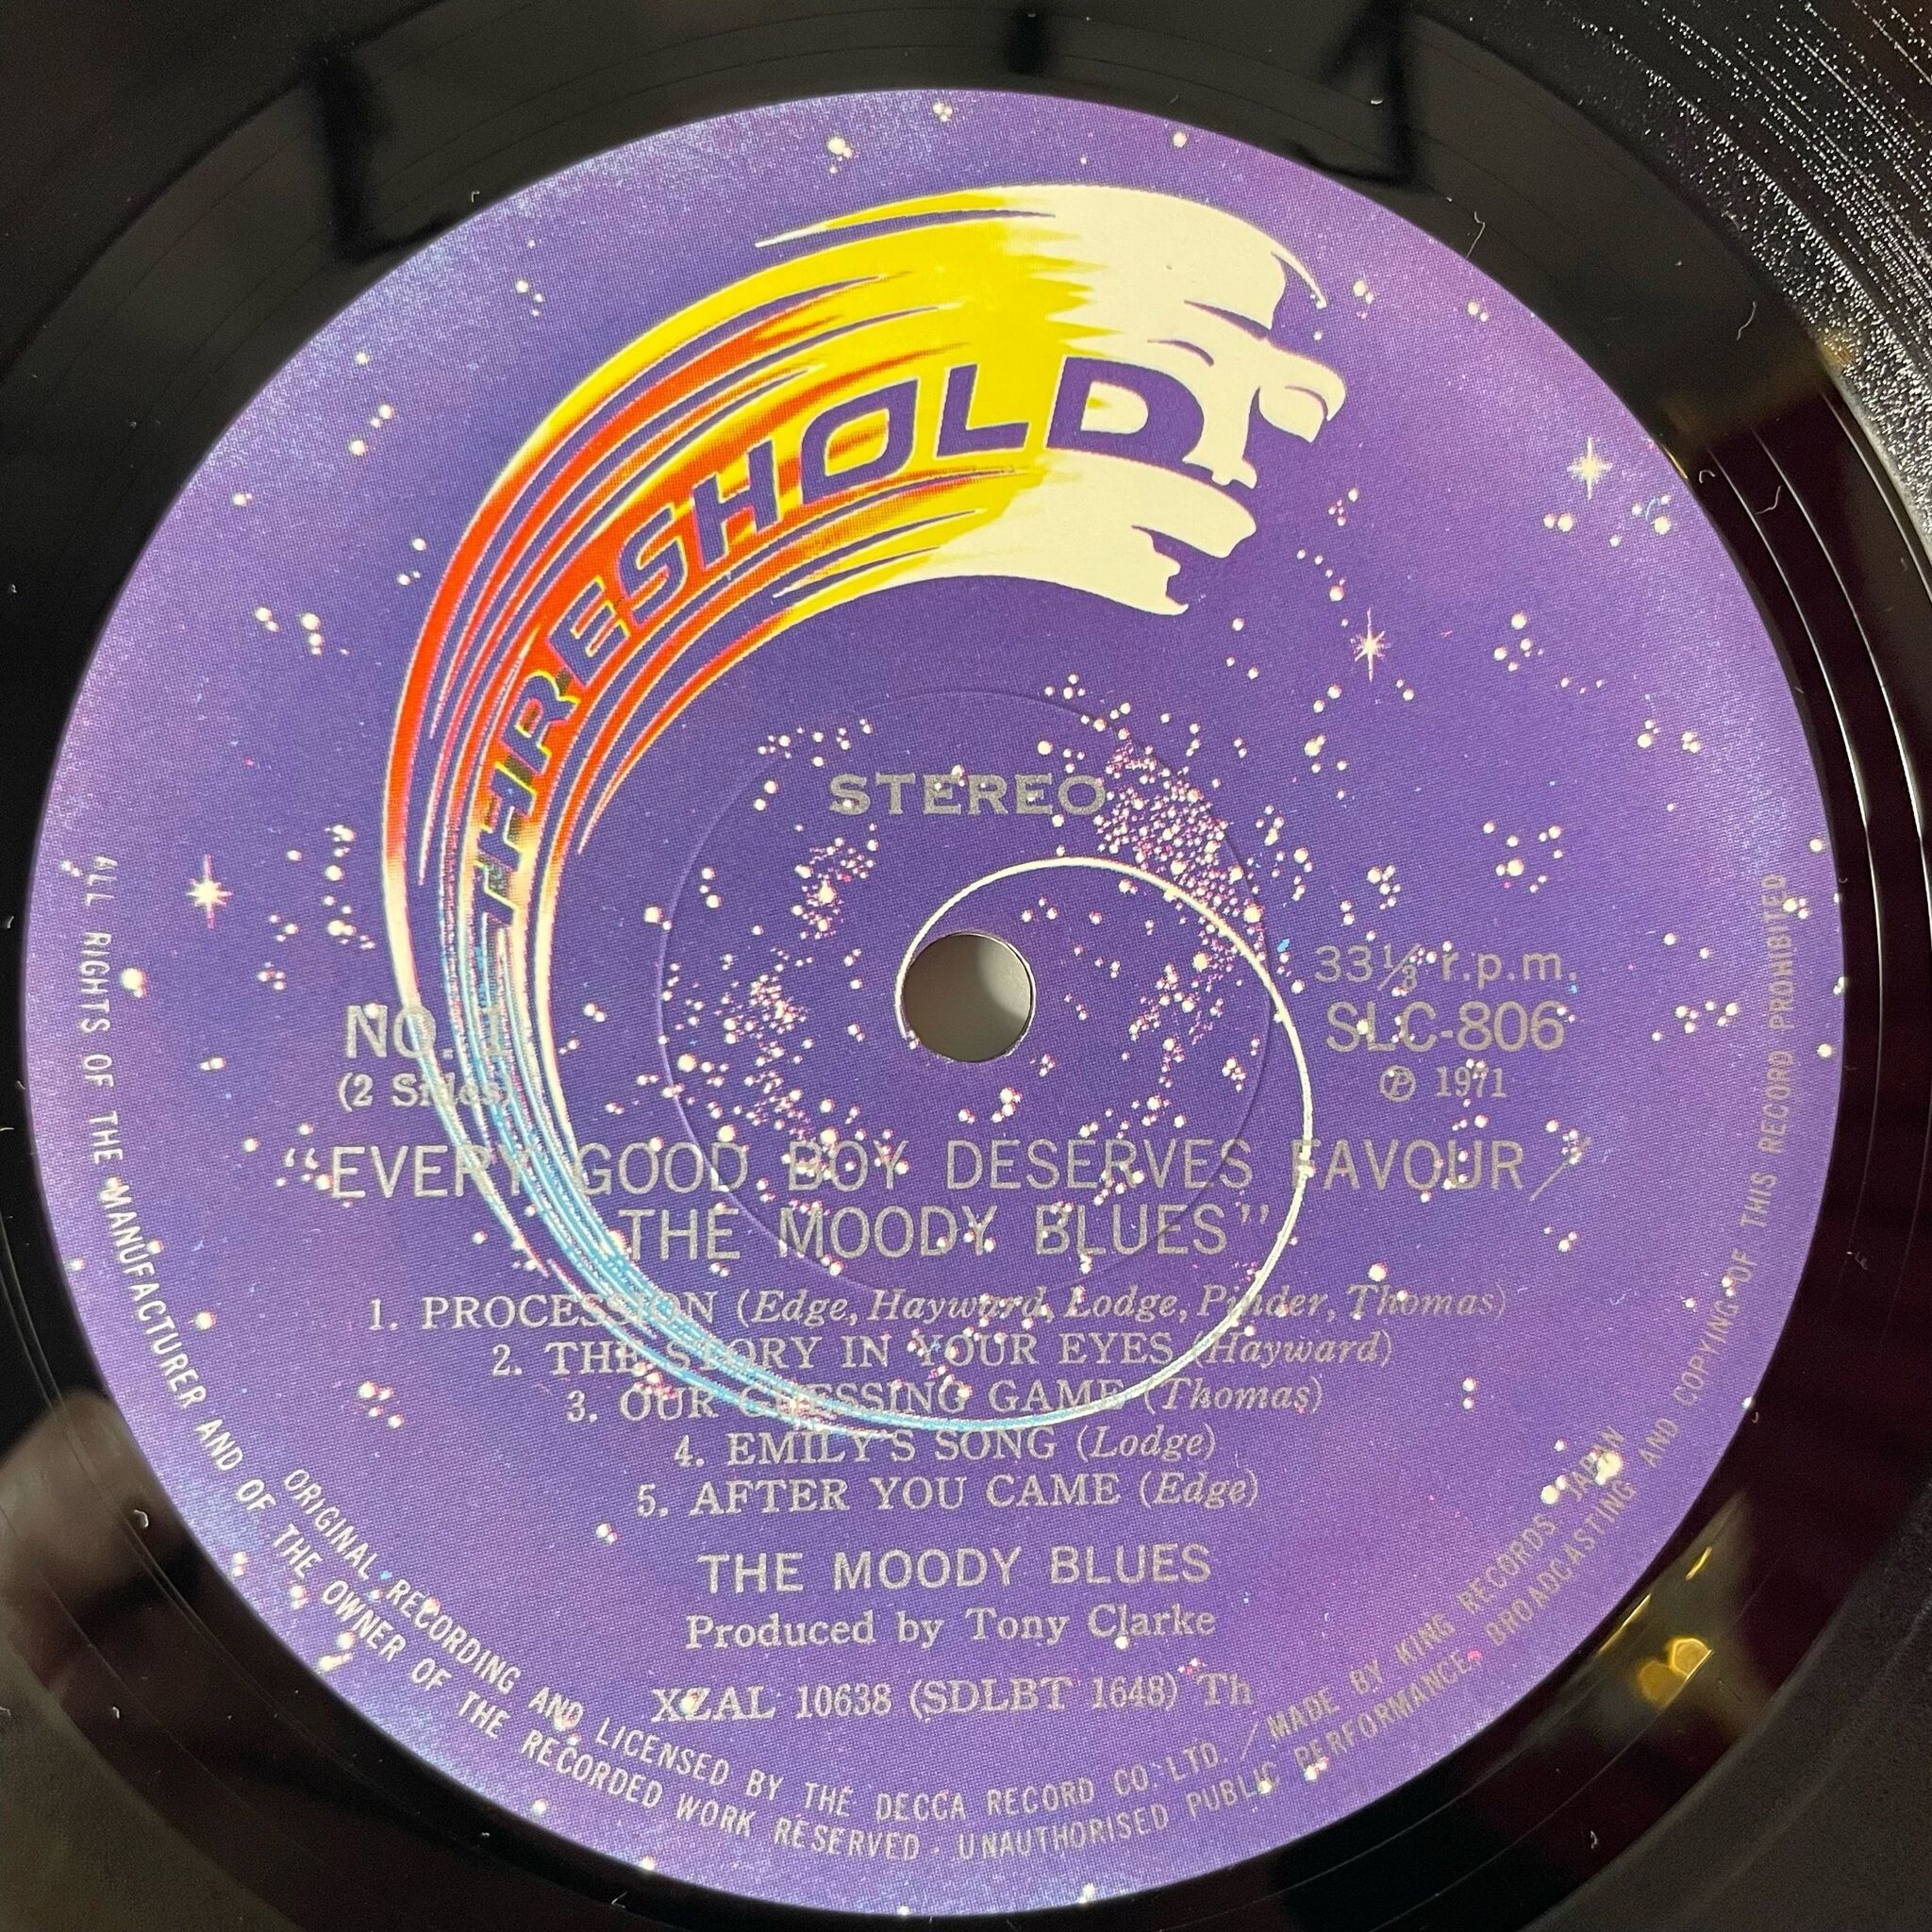 THRESHOLD
STEREO
33⅓ r.p.m.
NO. 1
SLC-806
(2 Sides)
Ⓟ 1971
“EVERY GOOD BOY DESERVES FAVOUR/
THE MOODY BLUES”
1. PROCESSION (Edge, Hayward, Lodge, Pinder, Thomas)
2. THE STORY IN YOUR EYES (Hayward)
3. OUR GUESSING GAME (Thomas)
4. EMILY'S SONG (Lodge)
5. AFTER YOU CAME (Edge)
THE MOODY BLUES
Produced by Tony Clarke
XZAL 10638 (SDLBT 1648) Th
ORIGINAL RECORDING AND LICENSED BY THE DECCA RECORD CO. LTD. / MADE BY KING RECORDS JAPAN
ALL RIGHTS OF THE MANUFACTURER AND OF THE OWNER OF THE RECORDED WORK RESERVED · UNAUTHORISED PUBLIC PERFORMANCE, BROADCASTING AND COPYING OF THIS RECORD PROHIBITED